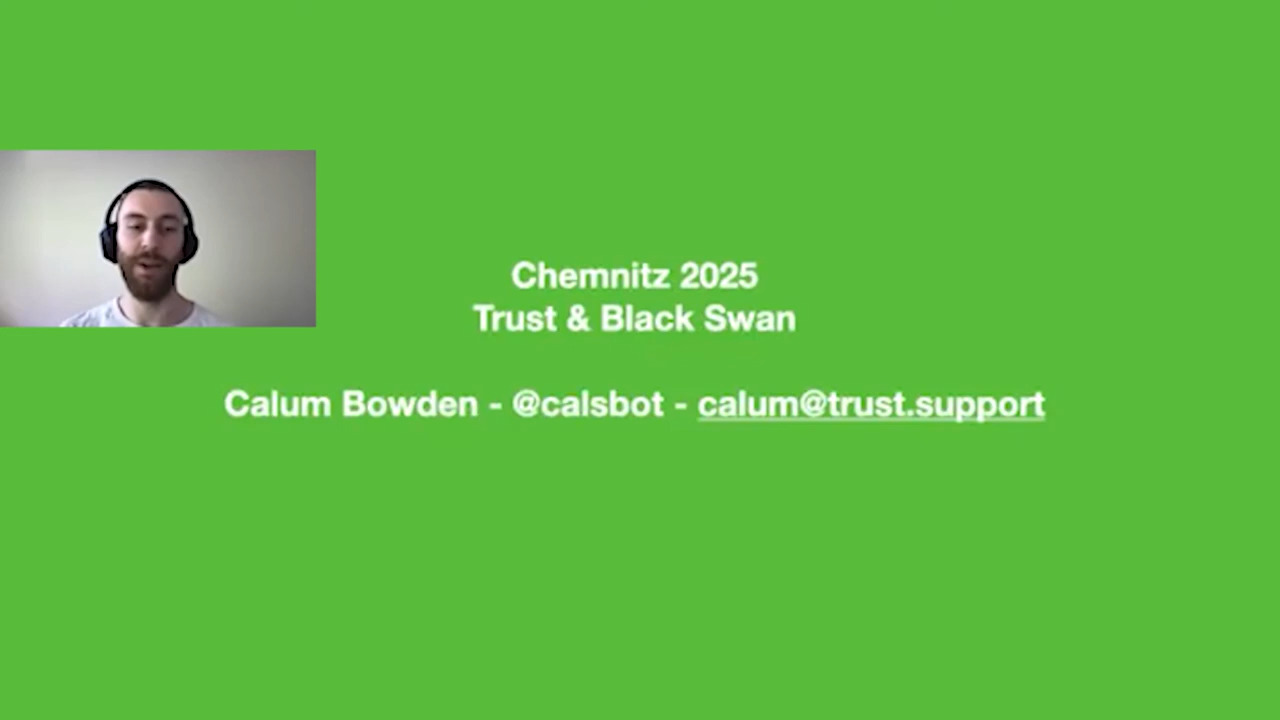 Chemnitz 2025
Trust & Black Swan
Calum Bowden - @calsbot - calum@trust.support